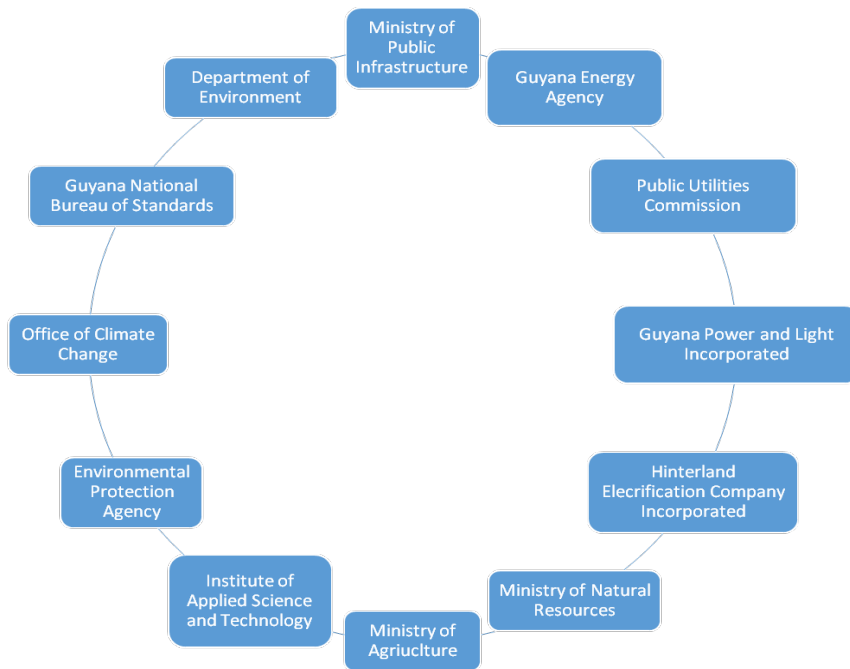 Ministry of
Public
Infrastructure
Guyana Energy
Agency
Public Utilities
Commission
Guyana Power and Light
Incorporated
Hinterland
Elecrification Company
Incorporated
Ministry of Natural
Resources
Ministry of
Agriuclture
Institute of
Applied Science
and Technology
Environmental
Protection
Agency
Office of Climate
Change
Guyana National
Bureau of Standards
Department of
Environment